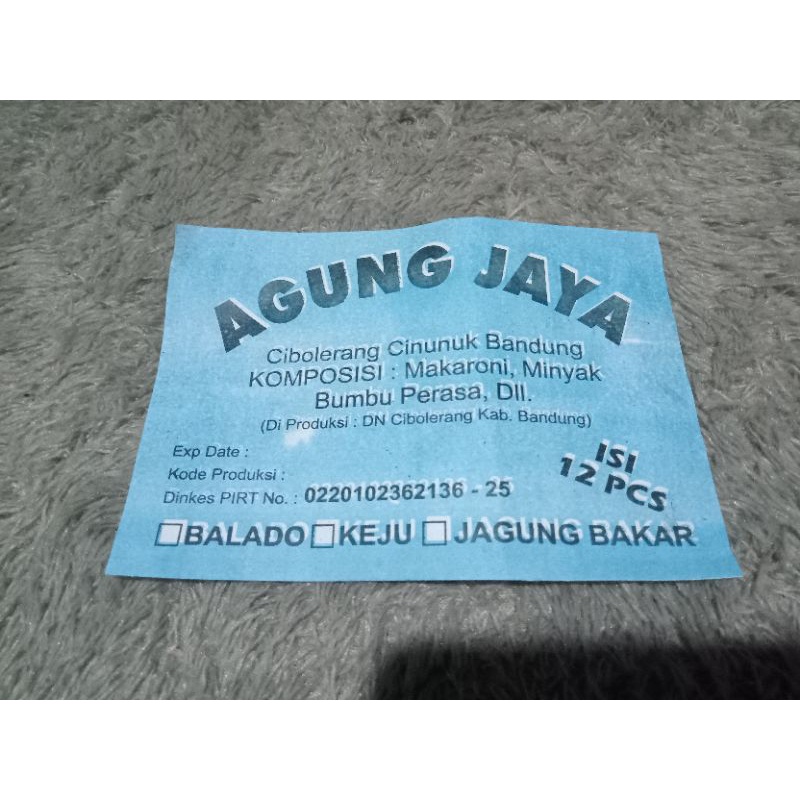 AGUNG JAYA
Cibolerang Cinunuk Bandung
KOMPOSISI : Makaroni, Minyak
Bumbu Perasa, Dll.
(Di Produksi : DN Cibolerang Kab. Bandung)
Exp Date :
Kode Produksi :
Dinkes PIRT No. : 0220102362136 - 25
ISI
12 PCS
BALADO KEJU JAGUNG BAKAR